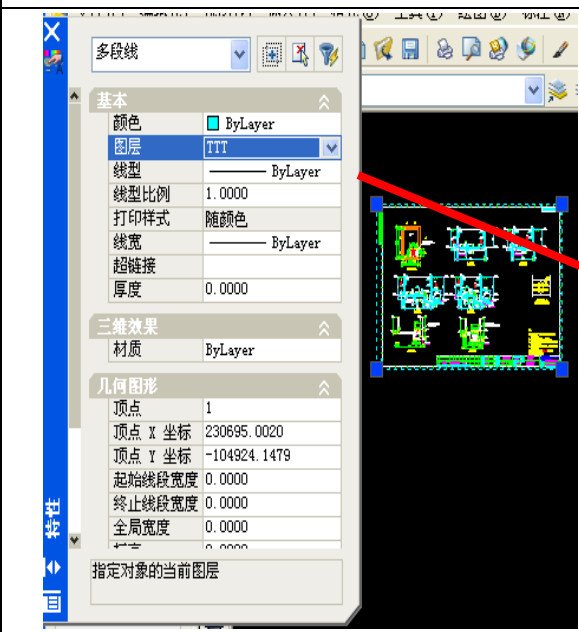 多段线
基本
颜色 ByLayer
图层 TTT
线型 ByLayer
线型比例 1.0000
打印样式 随颜色
线宽 ByLayer
超链接
厚度 0.0000
三维效果
材质 ByLayer
几何图形
顶点 1
顶点 X 坐标 230695.0020
顶点 Y 坐标 -104924.1479
起始线段宽度 0.0000
终止线段宽度 0.0000
全局宽度 0.0000
特性
指定对象的当前图层